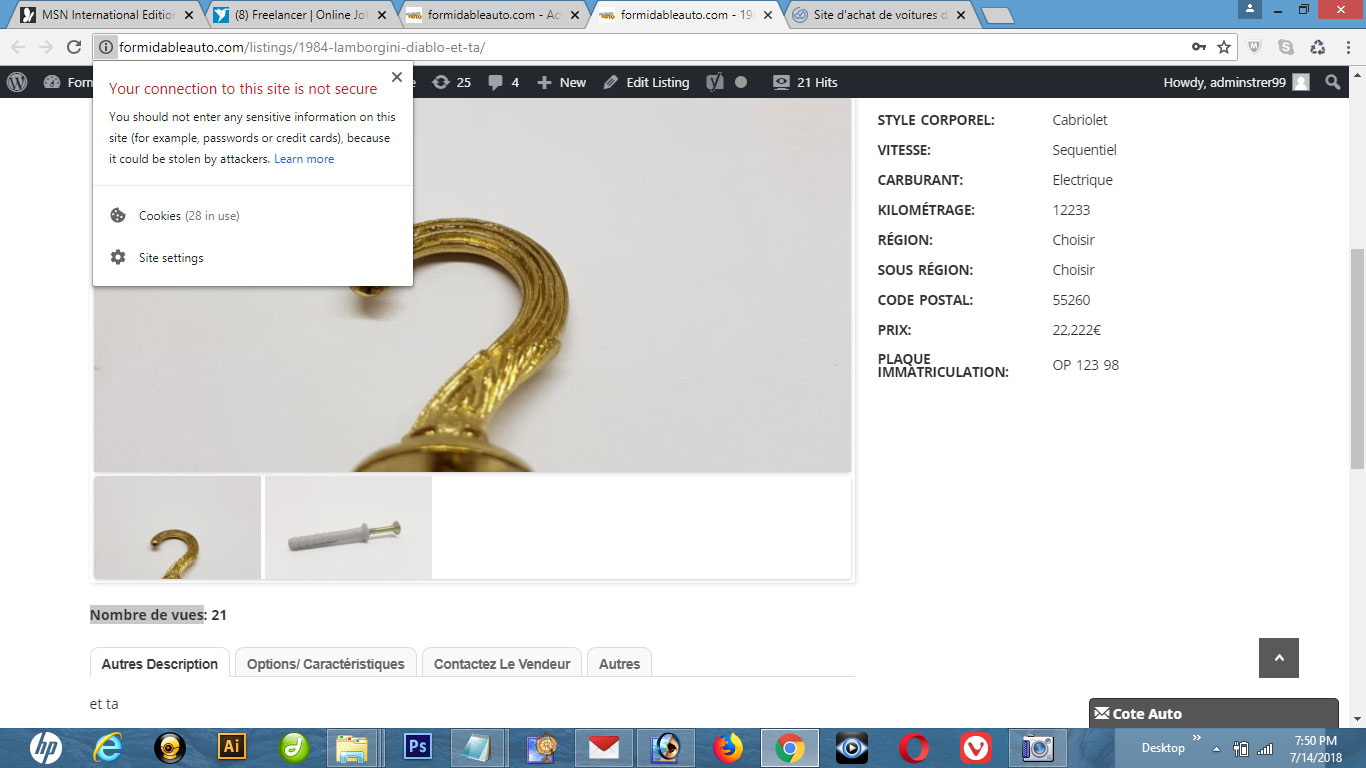 MSN International Edition
(8) Freelancer | Online Job
formidableauto.com - Ac
formidableauto.com - 19
Site d'achat de voitures d
formidableauto.com/listings/1984-lamborgini-diablo-et-ta/
Form
e
25
4
New
Edit Listing
21 Hits
Howdy, adminstrer99
Your connection to this site is not secure
You should not enter any sensitive information on this
site (for example, passwords or credit cards), because
it could be stolen by attackers. Learn more
Cookies (28 in use)
Site settings
STYLE CORPOREL: Cabriolet
VITESSE: Sequentiel
CARBURANT: Electrique
KILOMÉTRAGE: 12233
RÉGION: Choisir
SOUS RÉGION: Choisir
CODE POSTAL: 55260
PRIX: 22,222€
PLAQUE
IMMATRICULATION: OP 123 98
Nombre de vues: 21
Autres Description
Options/ Caractéristiques
Contactez Le Vendeur
Autres
et ta
Cote Auto
hp
Ai
Ps
Desktop
7:50 PM
7/14/2018